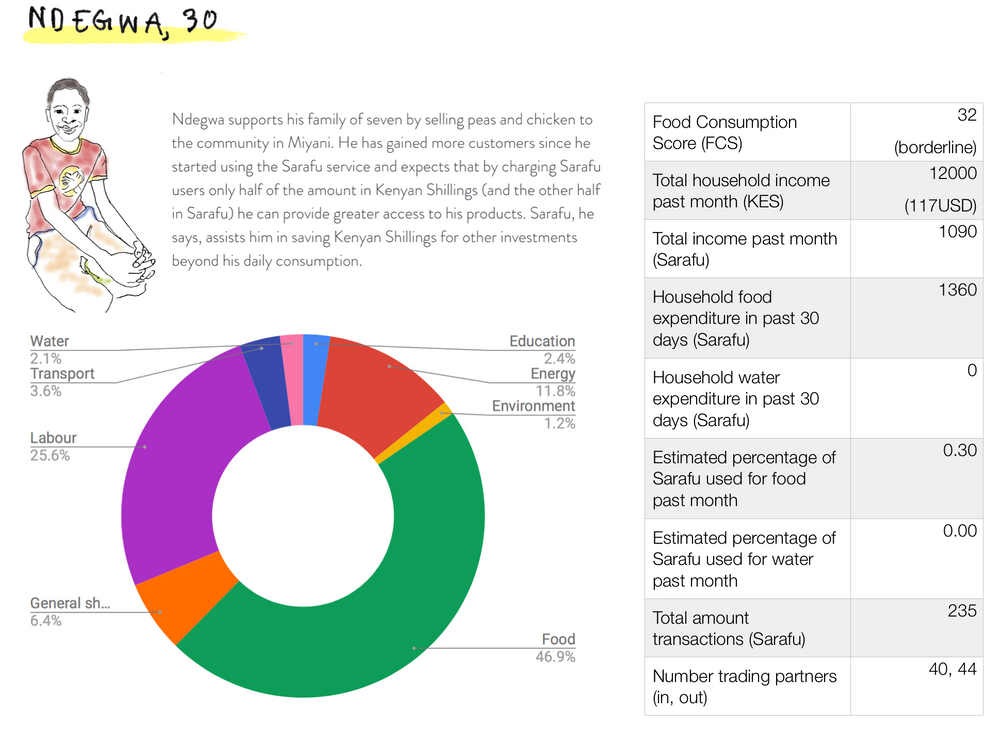 NDEGWA, 30
Ndegwa supports his family of seven by selling peas and chicken to
the community in Miyani. He has gained more customers since he
started using the Sarafu service and expects that by charging Sarafu
users only half of the amount in Kenyan Shillings (and the other half
in Sarafu) he can provide greater access to his products. Sarafu, he
says, assists him in saving Kenyan Shillings for other investments
beyond his daily consumption.
Water
2.1%
Transport
3.6%
Labour
25.6%
General sh...
6.4%
Education
2.4%
Energy
11.8%
Environment
1.2%
Food
46.9%
Food Consumption
Score (FCS)
32
(borderline)
Total household income
past month (KES)
12000
(117USD)
Total income past month
(Sarafu)
1090
Household food
expenditure in past 30
days (Sarafu)
1360
Household water
expenditure in past 30
days (Sarafu)
0
Estimated percentage of
Sarafu used for food
past month
0.30
Estimated percentage of
Sarafu used for water
past month
0.00
Total amount
transactions (Sarafu)
235
Number trading partners
(in, out)
40, 44